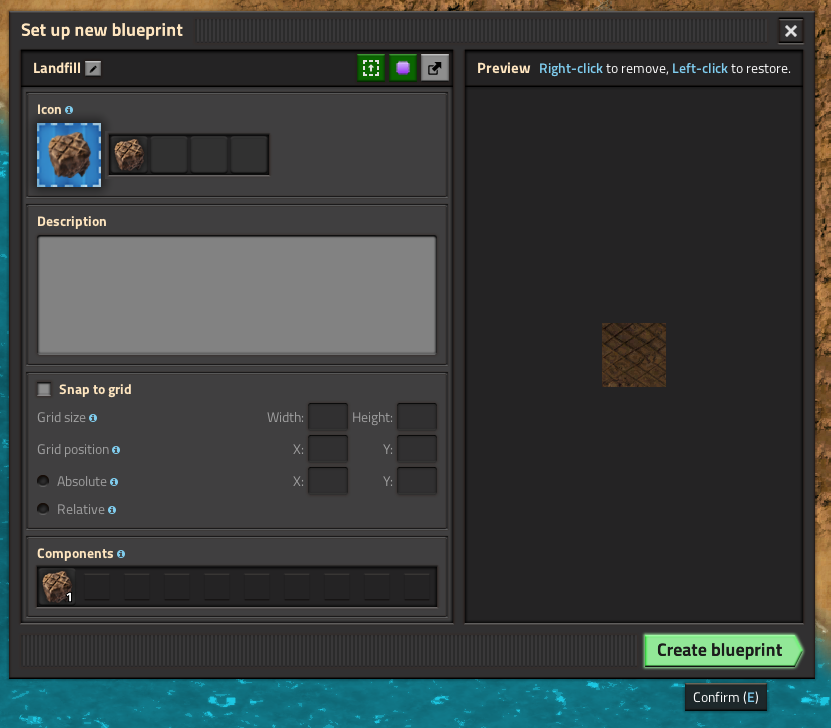 Set up new blueprint
Landfill
Preview Right-click to remove, Left-click to restore.
Icon
Description
Snap to grid
Grid size Width: Height:
Grid position X: Y:
Absolute X: Y:
Relative
Components
1
Create blueprint
Confirm (E)